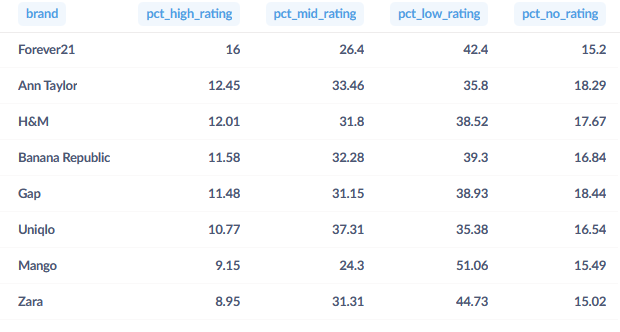 brand pct_high_rating pct_mid_rating pct_low_rating pct_no_rating
Forever21 16 26.4 42.4 15.2
Ann Taylor 12.45 33.46 35.8 18.29
H&M 12.01 31.8 38.52 17.67
Banana Republic 11.58 32.28 39.3 16.84
Gap 11.48 31.15 38.93 18.44
Uniqlo 10.77 37.31 35.38 16.54
Mango 9.15 24.3 51.06 15.49
Zara 8.95 31.31 44.73 15.02